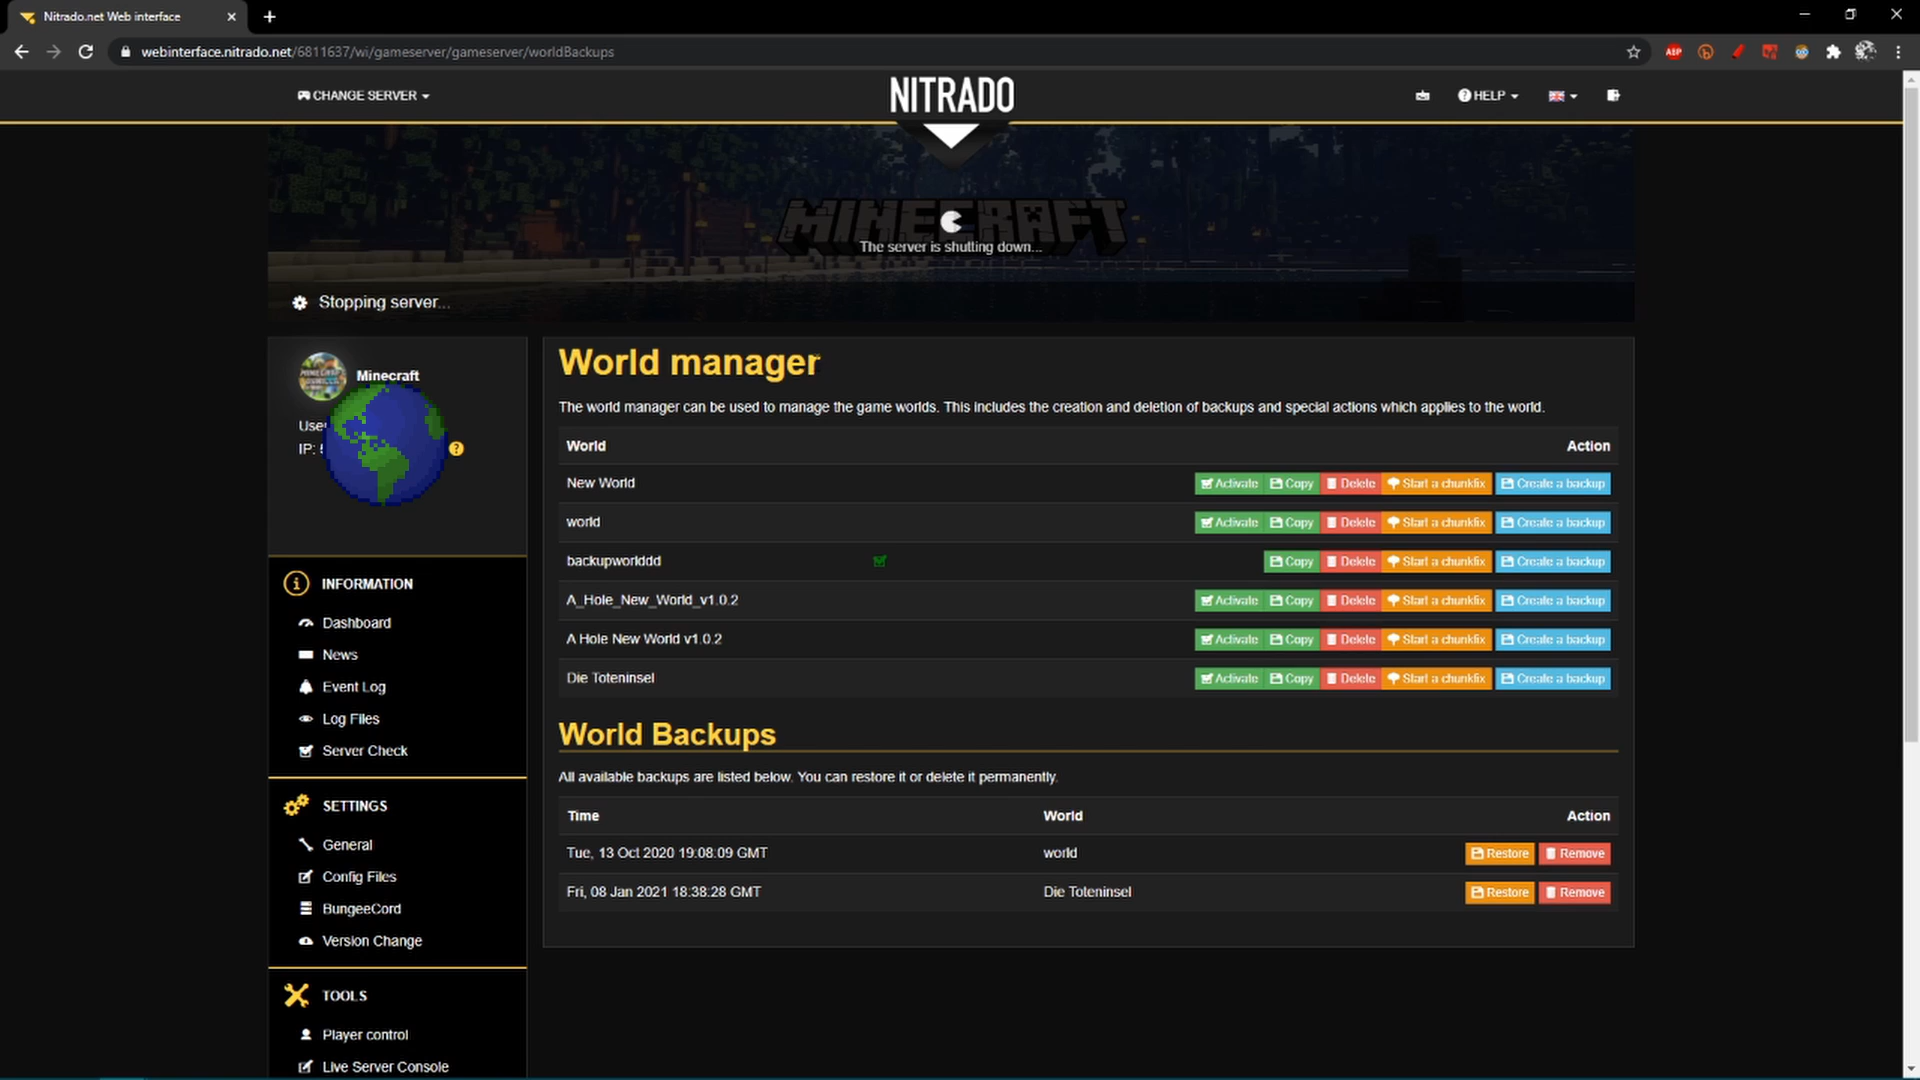 Nitrado.net Web interface
webinterface.nitrado.net/6811637/wi/gameserver/gameserver/worldBackups
ABP
CHANGE SERVER
NITRADO
HELP
MINECRAFT
The server is shutting down...
Stopping server...
Minecraft
User
IP:
INFORMATION
Dashboard
News
Event Log
Log Files
Server Check
SETTINGS
General
Config Files
BungeeCord
Version Change
TOOLS
Player control
Live Server Console
World manager
The world manager can be used to manage the game worlds. This includes the creation and deletion of backups and special actions which applies to the world.
World Action
New World Activate Copy Delete Start a chunkfix Create a backup
world Activate Copy Delete Start a chunkfix Create a backup
backupworlddd Copy Delete Start a chunkfix Create a backup
A_Hole_New_World_v1.0.2 Activate Copy Delete Start a chunkfix Create a backup
A Hole New World v1.0.2 Activate Copy Delete Start a chunkfix Create a backup
Die Toteninsel Activate Copy Delete Start a chunkfix Create a backup
World Backups
All available backups are listed below. You can restore it or delete it permanently.
Time World Action
Tue, 13 Oct 2020 19:08:09 GMT world Restore Remove
Fri, 08 Jan 2021 18:38:28 GMT Die Toteninsel Restore Remove